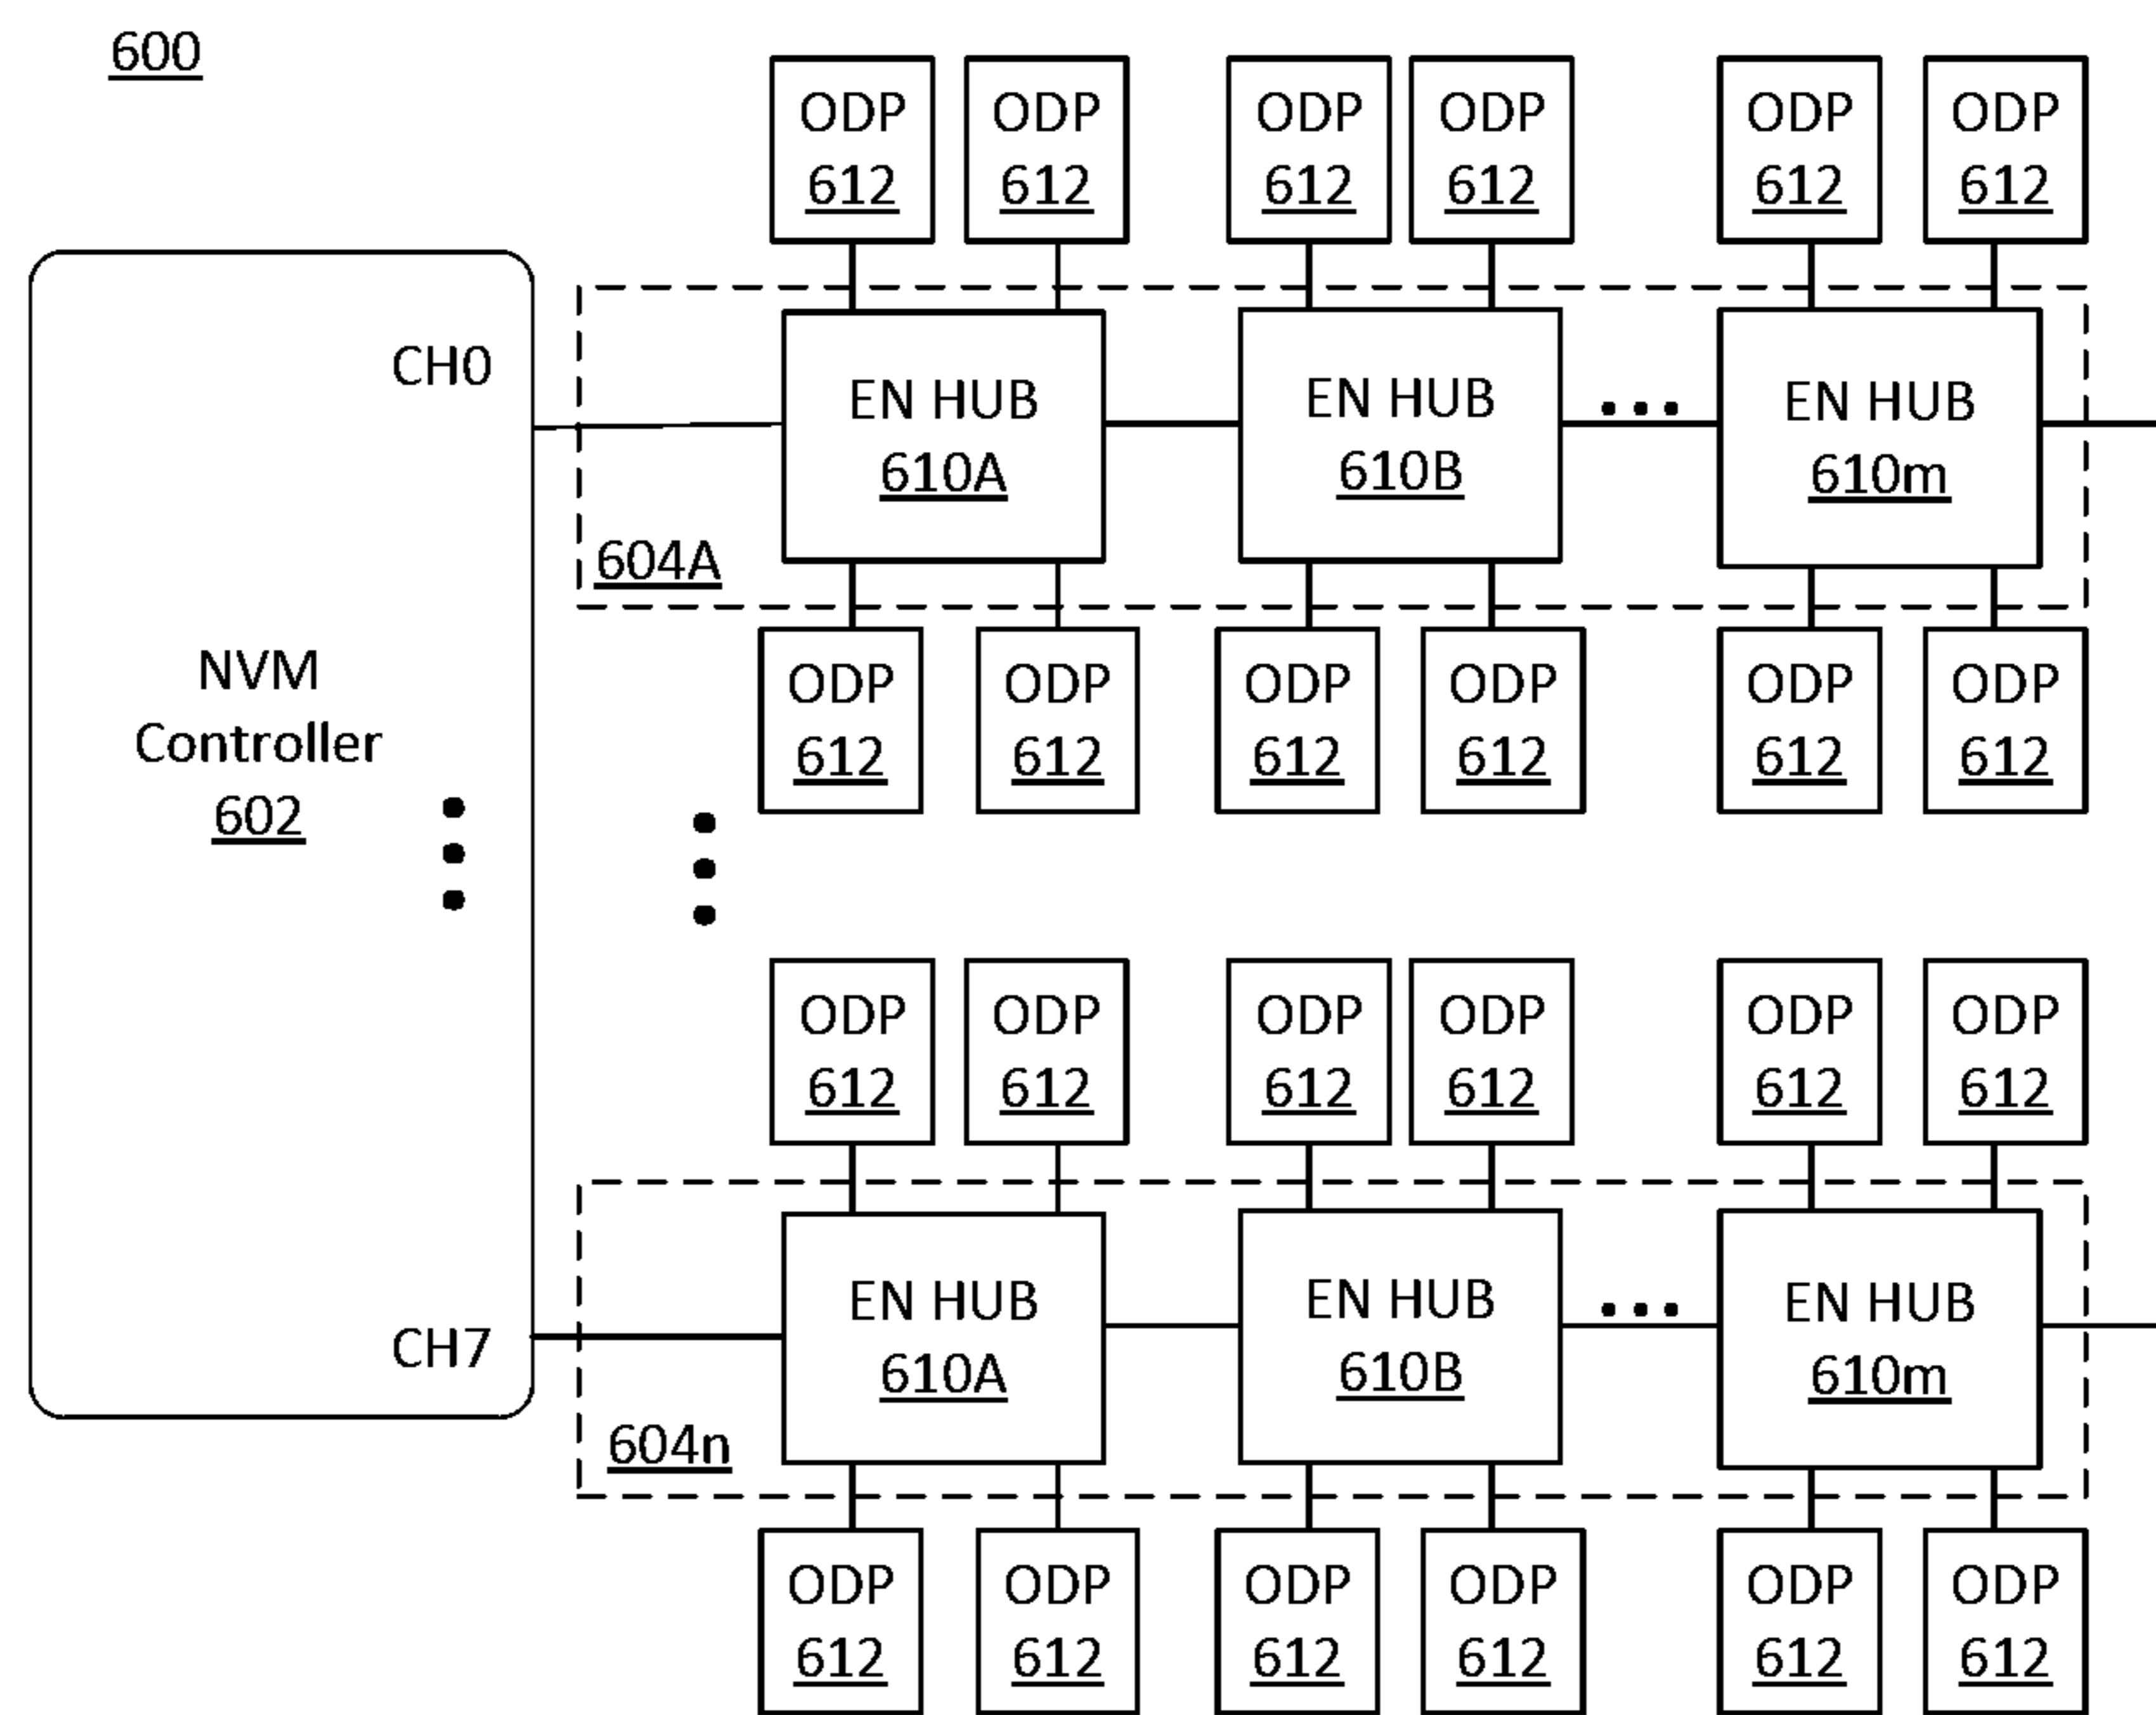 600
ODP
612
ODP
612
ODP
612
ODP
612
ODP
612
ODP
612
CH0
EN HUB
610A
EN HUB
610B
...
EN HUB
610m
604A
NVM
Controller
602
ODP
612
ODP
612
ODP
612
ODP
612
ODP
612
ODP
612
ODP
612
ODP
612
ODP
612
ODP
612
ODP
612
ODP
612
CH7
EN HUB
610A
EN HUB
610B
...
EN HUB
610m
604n
ODP
612
ODP
612
ODP
612
ODP
612
ODP
612
ODP
612